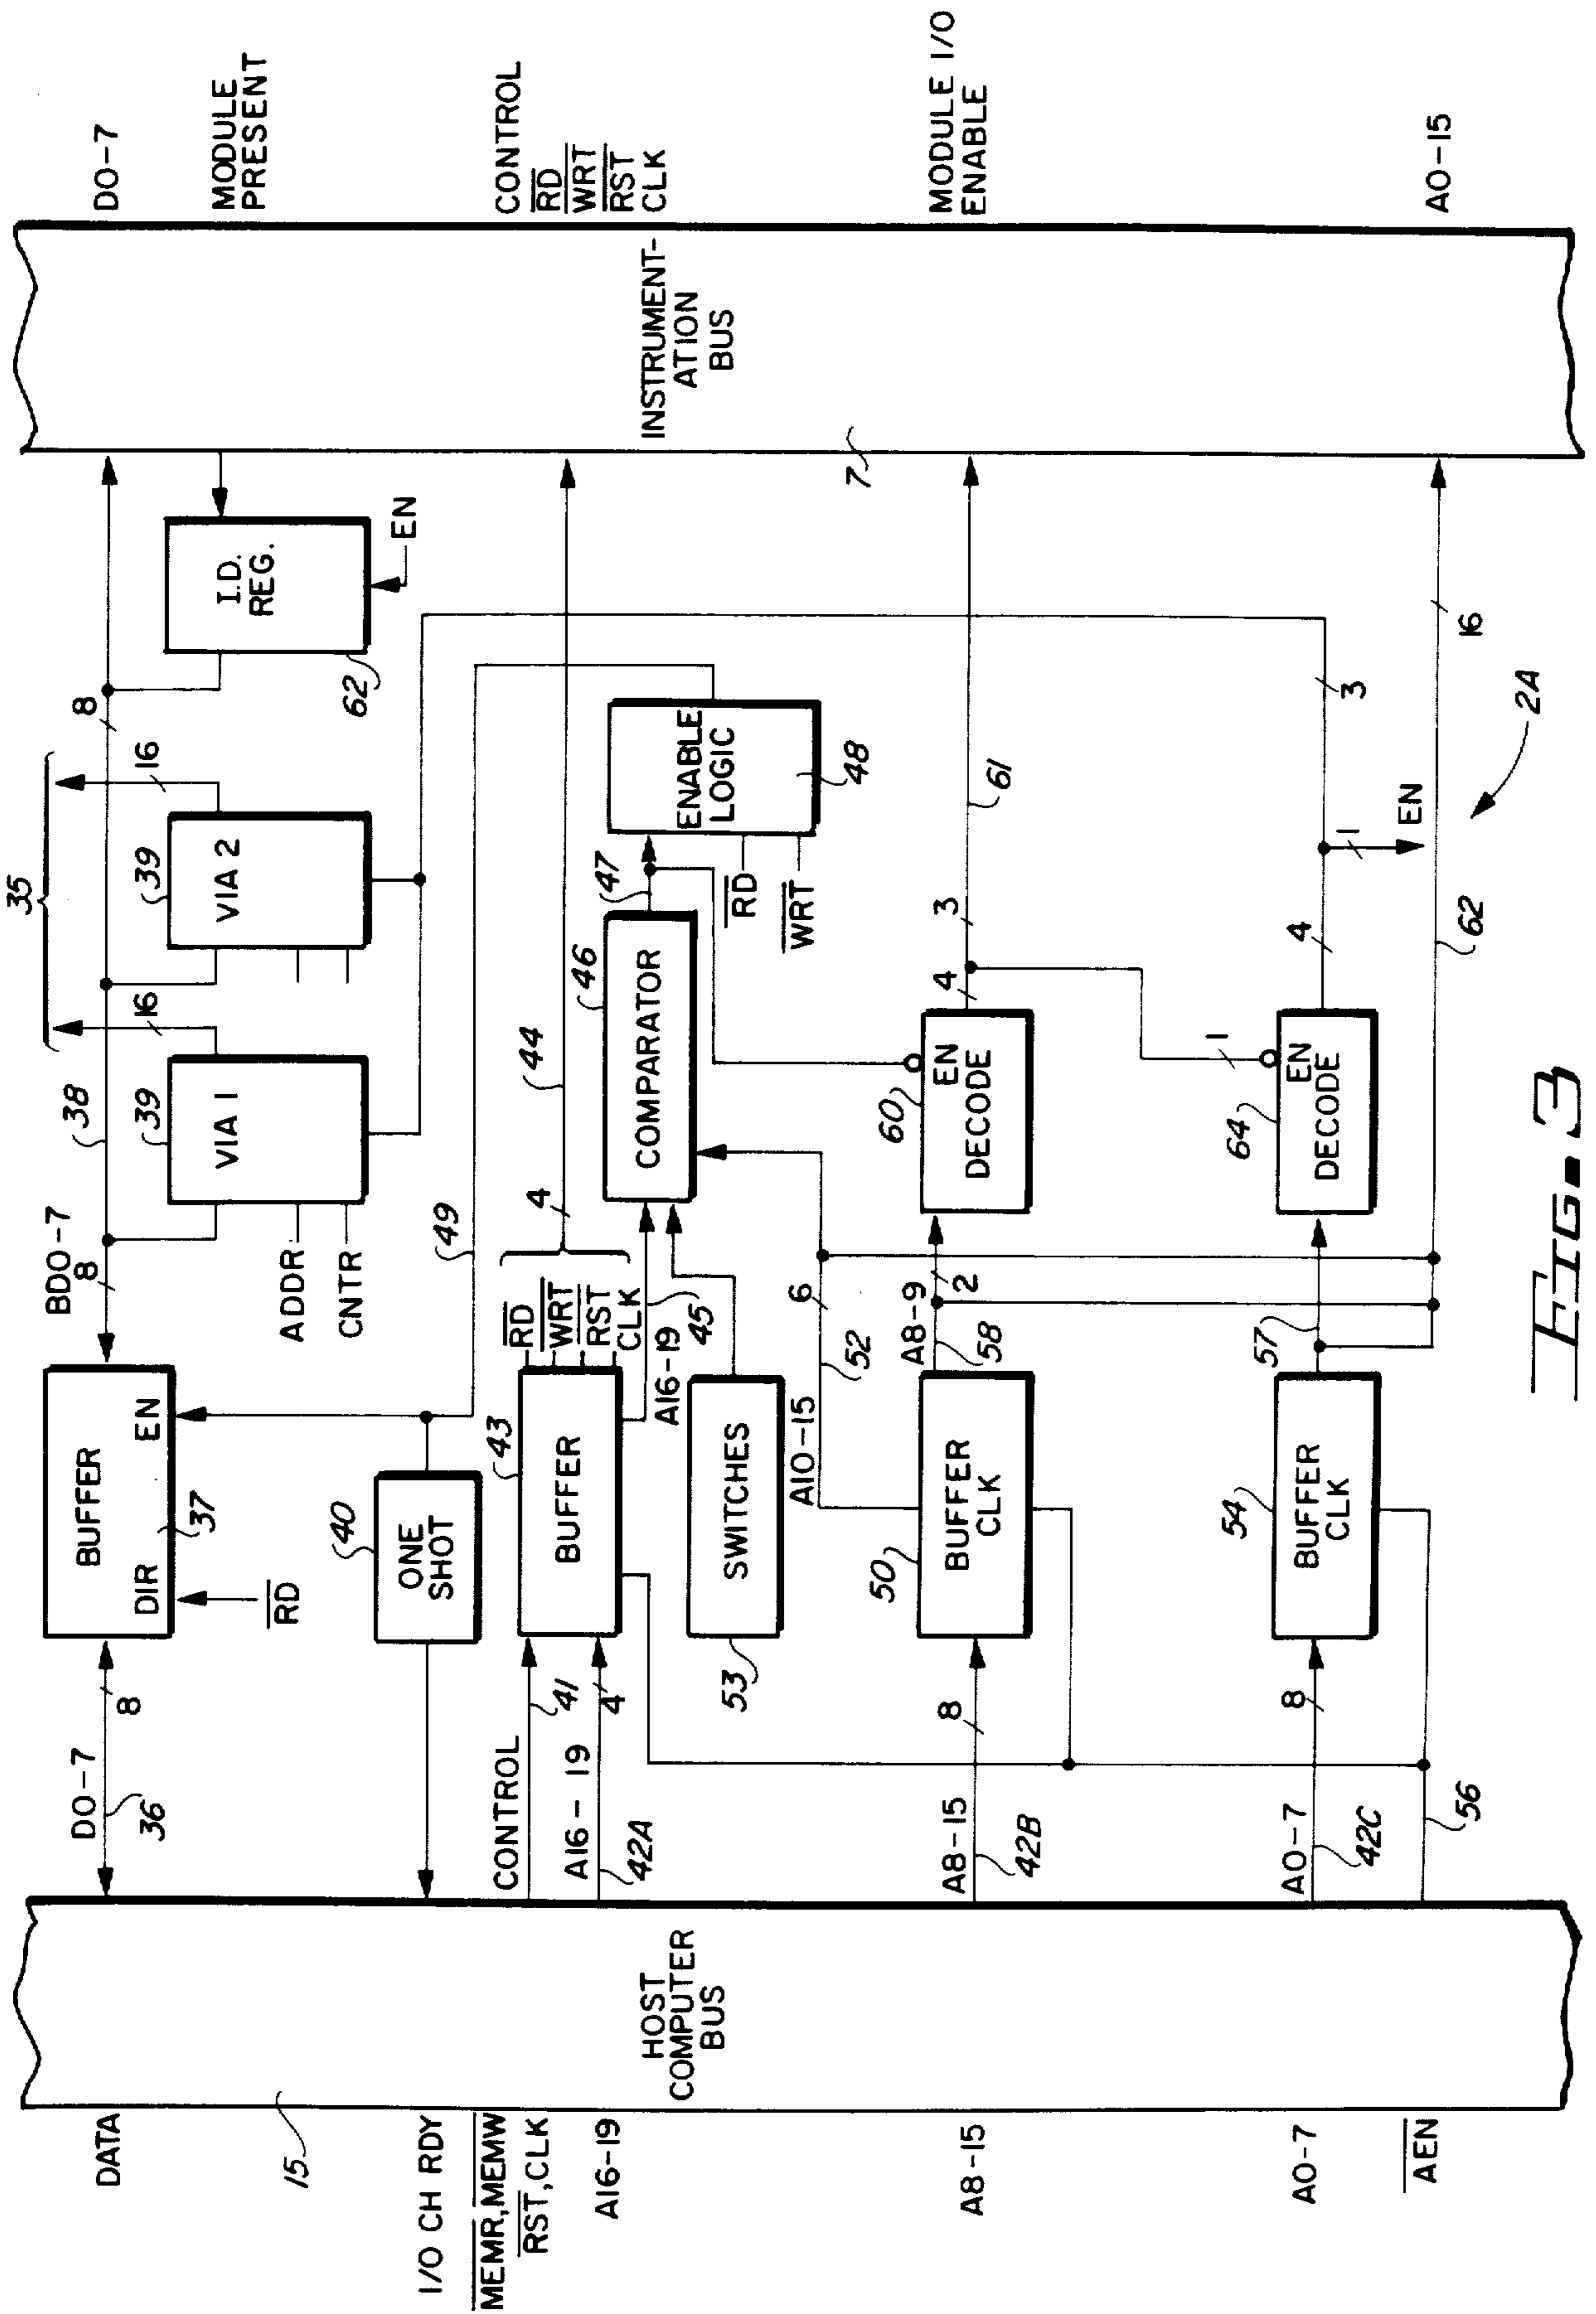 DATA
15
I/O CH RDY
MEMR, MEMW
RST, CLK
A16-19
A8-15
A0-7
AEN
HOST
COMPUTER
BUS
D0-7
36
8
CONTROL
41
A16-19
42A
4
A8-15
42B
8
A0-7
42C
8
56
BUFFER
DIR
EN
37
RD
40
ONE
SHOT
43
BUFFER
RD
WRT
RST
CLK
A16-19
45
53
SWITCHES
A10-15
52
6
50
BUFFER
CLK
A8-9
58
2
54
BUFFER
CLK
57
BD0-7
8
38
ADDR
CNTR
39
VIA 1
16
35
39
VIA 2
16
8
49
4
44
46
COMPARATOR
47
RD
WRT
ENABLE
LOGIC
48
60
EN
DECODE
4
3
61
1
64
EN
DECODE
4
1
EN
3
62
16
2A
62
I.D.
REG.
EN
7
INSTRUMENT-
ATION
BUS
D0-7
MODULE
PRESENT
CONTROL
RD
WRT
RST
CLK
MODULE I/O
ENABLE
A0-15
FIG. 3